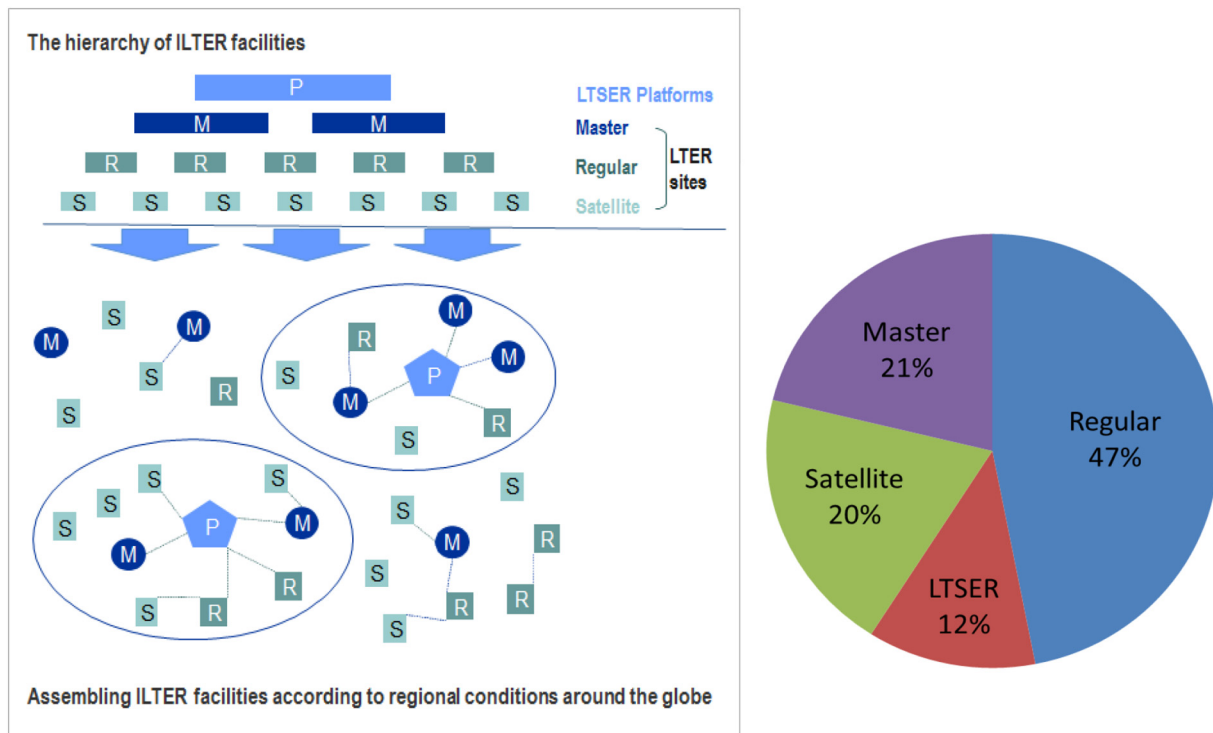 The hierarchy of ILTER facilities
P
LTSER Platforms
M M
Master
R R R R R
Regular
LTER
sites
S S S S S S S
Satellite
S
M
M
M
S
R
S
R
M
P
M
S
R
S
S
S
S
S
P
M
M
R
S
R
S
S
M
R
S
R
R
S
Assembling ILTER facilities according to regional conditions around the globe
Master
21%
Regular
47%
Satellite
20%
LTSER
12%